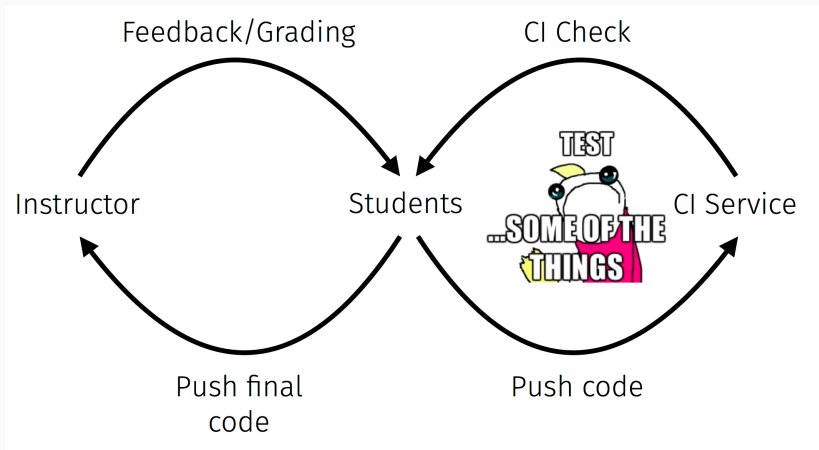 Feedback/Grading
CI Check
TEST
Instructor
Students
CI Service
...SOME OF THE
THINGS
Push final
code
Push code